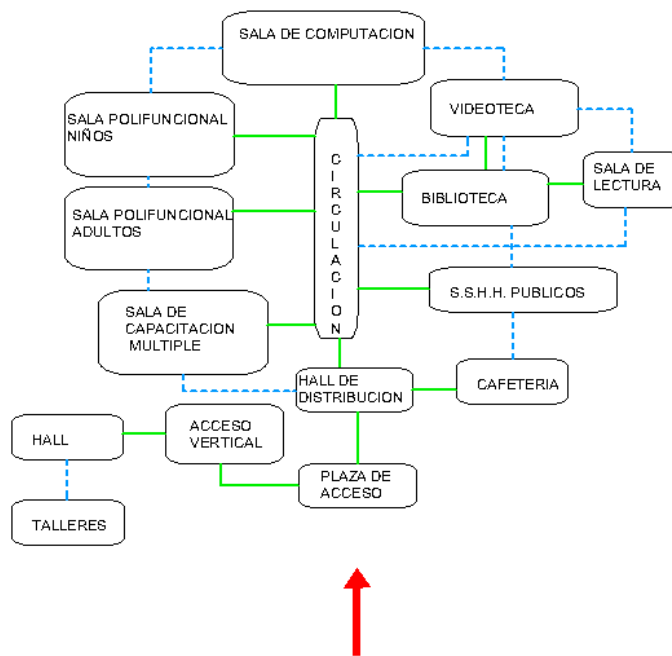 SALA DE COMPUTACION
SALA POLIFUNCIONAL
NIÑOS
VIDEOTECA
CIRCULACION
SALA DE
LECTURA
BIBLIOTECA
SALA POLIFUNCIONAL
ADULTOS
S.S.H.H. PUBLICOS
SALA DE
CAPACITACION
MULTIPLE
HALL DE
DISTRIBUCION
CAFETERIA
ACCESO
VERTICAL
HALL
PLAZA DE
ACCESO
TALLERES